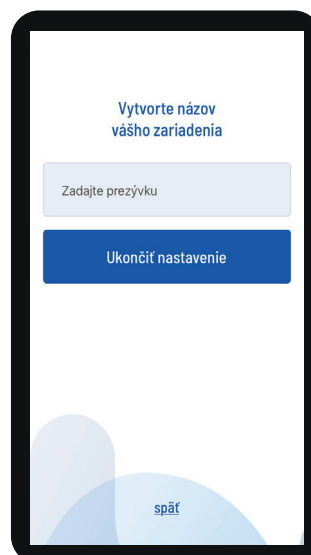 Vytvorte názov
vášho zariadenia
Zadajte prezývku
Ukončiť nastavenie
späť